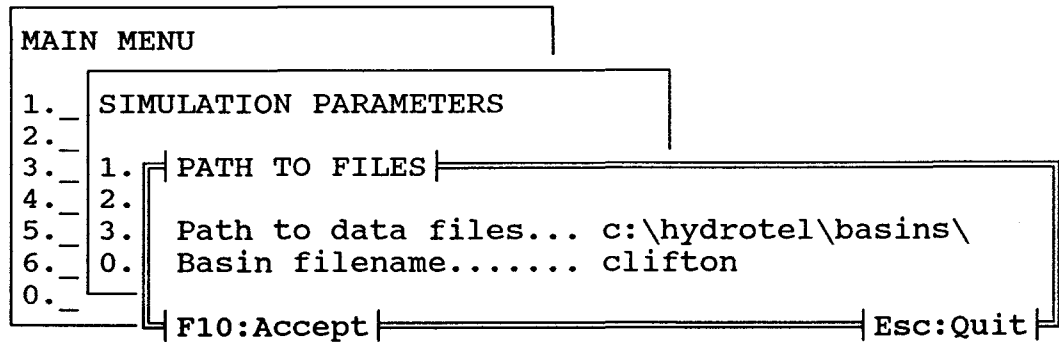 MAIN MENU
1._ SIMULATION PARAMETERS
2._
3._ 1. PATH TO FILES
4._ 2.
5._ 3. Path to data files... c:\hydrotel\basins\
6._ 0. Basin filename....... clifton
0._
F10:Accept Esc:Quit